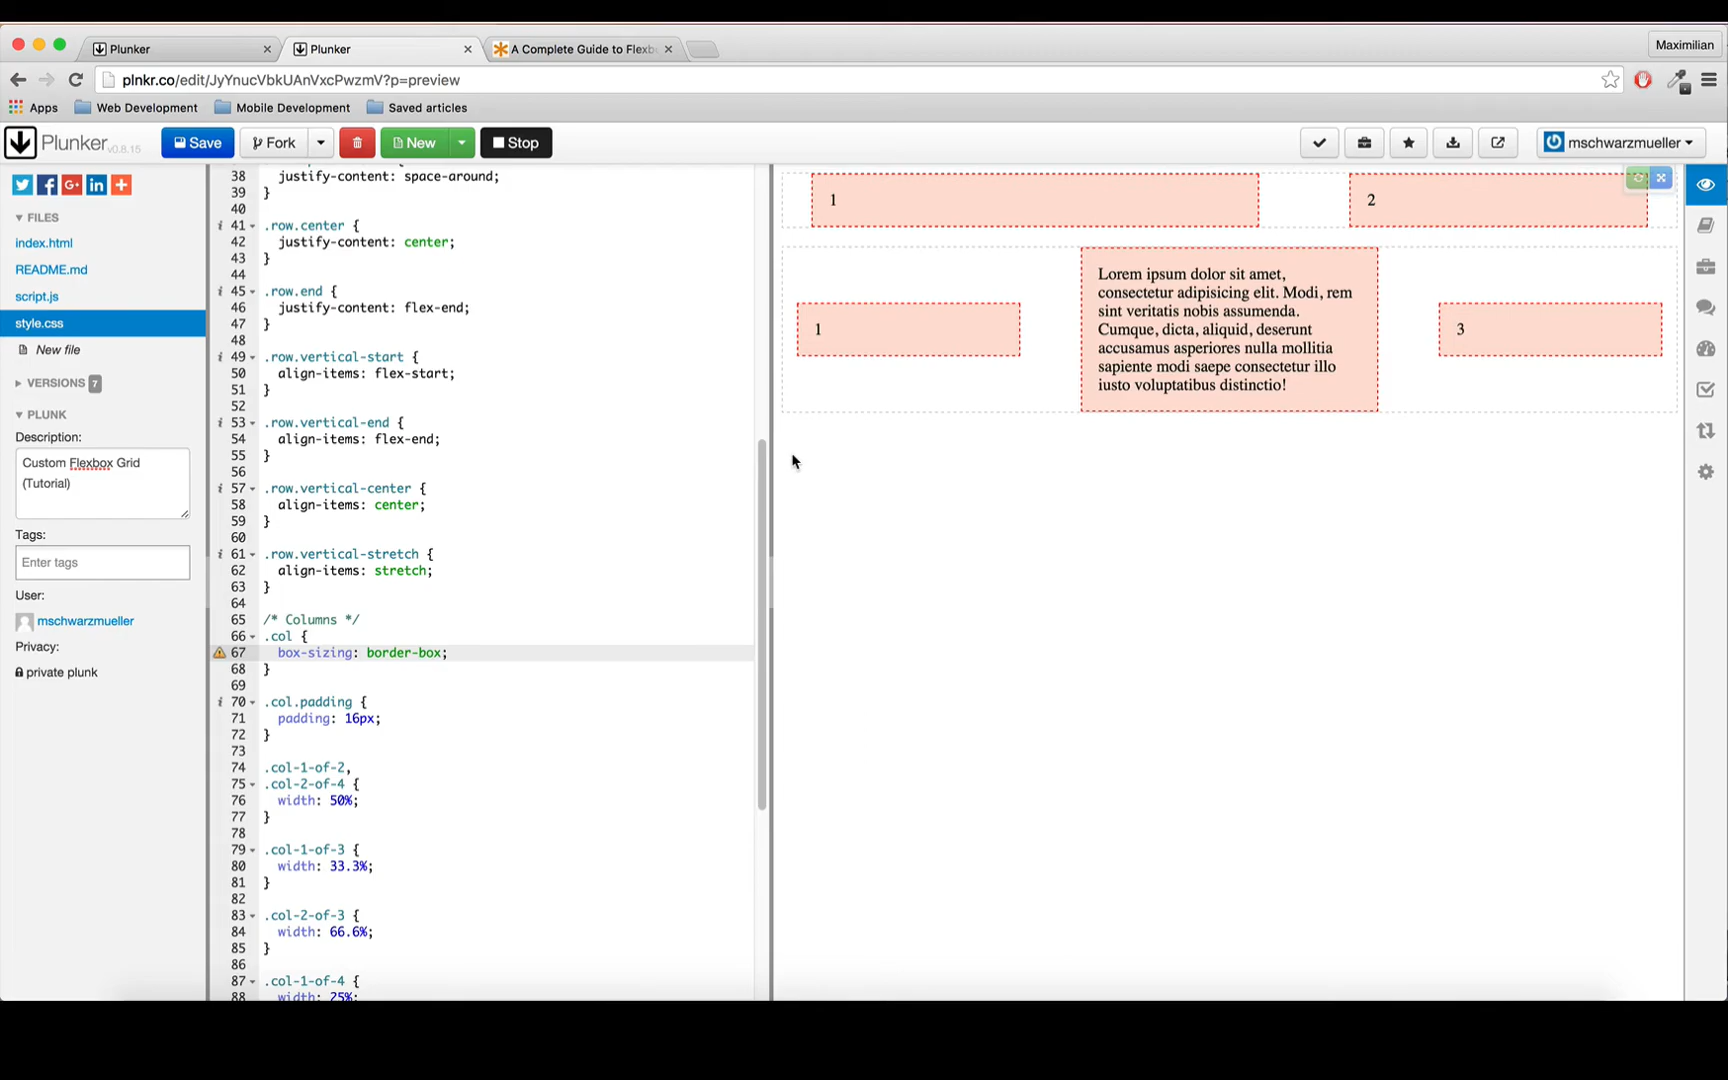 Plunker
Plunker
A Complete Guide to Flexb
Maximilian
plnkr.co/edit/JyYnucVbkUAnVxcPwzmV?p=preview
Apps
Web Development
Mobile Development
Saved articles
Plunker v0.8.15
Save
Fork
New
Stop
mschwarzmueller
FILES
index.html
README.md
script.js
style.css
New file
VERSIONS 7
PLUNK
Description:
Custom Flexbox Grid
(Tutorial)
Tags:
Enter tags
User:
mschwarzmueller
Privacy:
private plunk
38 justify-content: space-around;
39 }
40
41 .row.center {
42 justify-content: center;
43 }
44
45 .row.end {
46 justify-content: flex-end;
47 }
48
49 .row.vertical-start {
50 align-items: flex-start;
51 }
52
53 .row.vertical-end {
54 align-items: flex-end;
55 }
56
57 .row.vertical-center {
58 align-items: center;
59 }
60
61 .row.vertical-stretch {
62 align-items: stretch;
63 }
64
65 /* Columns */
66 .col {
67 box-sizing: border-box;
68 }
69
70 .col.padding {
71 padding: 16px;
72 }
73
74 .col-1-of-2,
75 .col-2-of-4 {
76 width: 50%;
77 }
78
79 .col-1-of-3 {
80 width: 33.3%;
81 }
82
83 .col-2-of-3 {
84 width: 66.6%;
85 }
86
87 .col-1-of-4 {
88 width: 25%;
1
2
1
Lorem ipsum dolor sit amet,
consectetur adipisicing elit. Modi, rem
sint veritatis nobis assumenda.
Cumque, dicta, aliquid, deserunt
accusamus asperiores nulla mollitia
sapiente modi saepe consectetur illo
iusto voluptatibus distinctio!
3